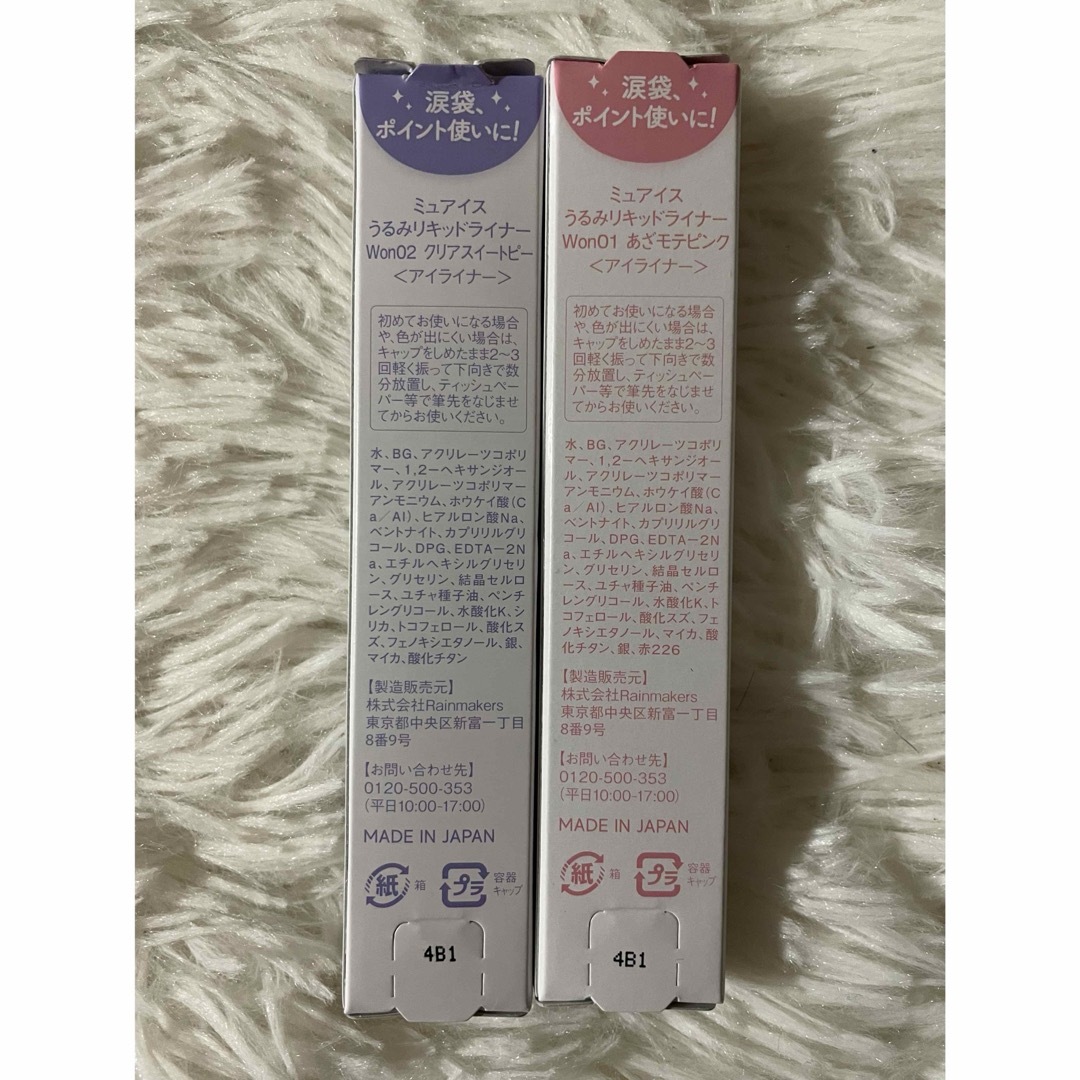 涙袋、
ポイント使いに!
ミュアイス
うるみリキッドライナー
Won02 クリアスイートピー
<アイライナー>
初めてお使いになる場合
や、色が出にくい場合は、
キャップをしめたまま2〜3
回軽く振って下向きで数
分放置し、ティッシュペー
パー等で筆先をなじませ
てからお使いください。
水、BG、アクリレーツコポリ
マー、1,2-ヘキサンジオー
ル、アクリレーツコポリマー
アンモニウム、ホウケイ酸(C
a/Al)、ヒアルロン酸Na、
ベントナイト、カプリリルグリ
コール、DPG、EDTA-2N
a、エチルヘキシルグリセリ
ン、グリセリン、結晶セルロ
ース、ユチャ種子油、ペンチ
レングリコール、水酸化K、シ
リカ、トコフェロール、酸化ス
ズ、フェノキシエタノール、銀、
マイカ、酸化チタン
【製造販売元】
株式会社Rainmakers
東京都中央区新富一丁目
8番9号
【お問い合わせ先】
0120-500-353
(平日10:00-17:00)
MADE IN JAPAN
紙 箱 プラ 容器
キャップ
4B1
涙袋、
ポイント使いに!
ミュアイス
うるみリキッドライナー
Won01 あざモテピンク
<アイライナー>
初めてお使いになる場合
や、色が出にくい場合は、
キャップをしめたまま2〜3
回軽く振って下向きで数
分放置し、ティッシュペー
パー等で筆先をなじませ
てからお使いください。
水、BG、アクリレーツコポリ
マー、1,2-ヘキサンジオー
ル、アクリレーツコポリマー
アンモニウム、ホウケイ酸(C
a/Al)、ヒアルロン酸Na、
ベントナイト、カプリリルグリ
コール、DPG、EDTA-2N
a、エチルヘキシルグリセリ
ン、グリセリン、結晶セルロ
ース、ユチャ種子油、ペンチ
レングリコール、水酸化K、ト
コフェロール、酸化スズ、フェ
ノキシエタノール、マイカ、酸
化チタン、銀、赤226
【製造販売元】
株式会社Rainmakers
東京都中央区新富一丁目
8番9号
【お問い合わせ先】
0120-500-353
(平日10:00-17:00)
MADE IN JAPAN
紙 箱 プラ 容器
キャップ
4B1